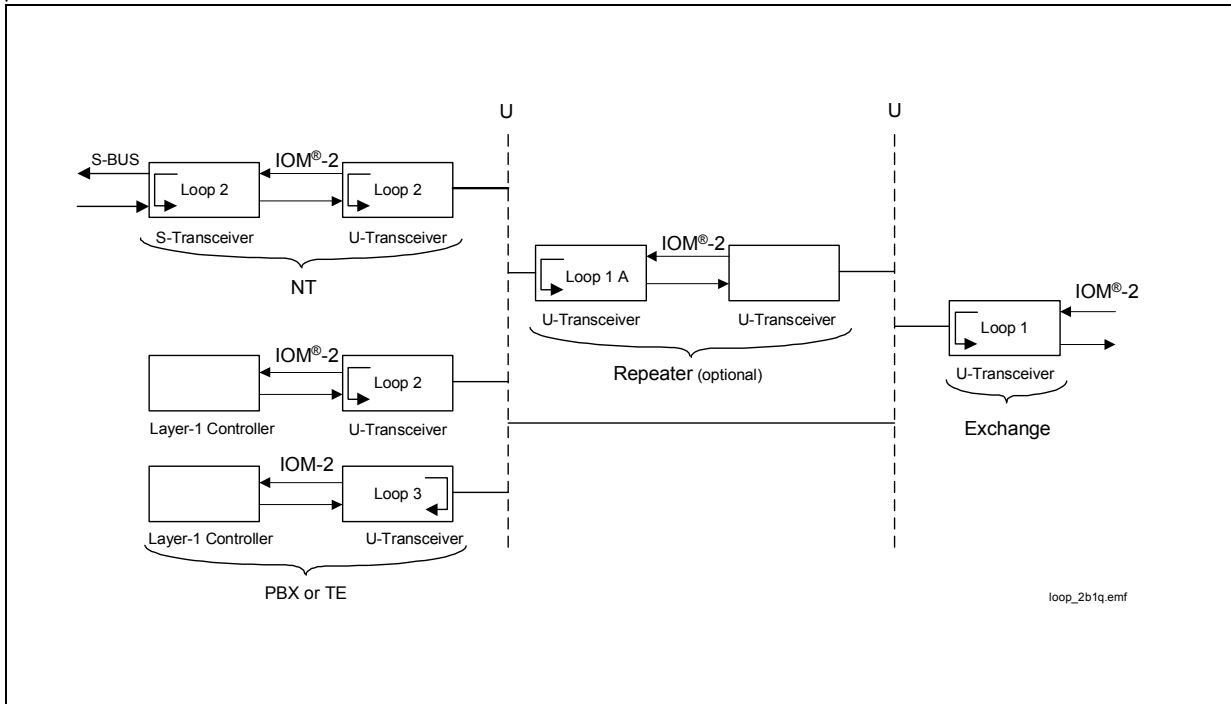 U
U
S-BUS
IOM®-2
Loop 2
Loop 2
S-Transceiver
U-Transceiver
NT
IOM®-2
Loop 1 A
U-Transceiver
U-Transceiver
Repeater (optional)
IOM®-2
Loop 1
U-Transceiver
Exchange
IOM®-2
Loop 2
Layer-1 Controller
U-Transceiver
IOM-2
Loop 3
Layer-1 Controller
U-Transceiver
PBX or TE
loop_2b1q.emf